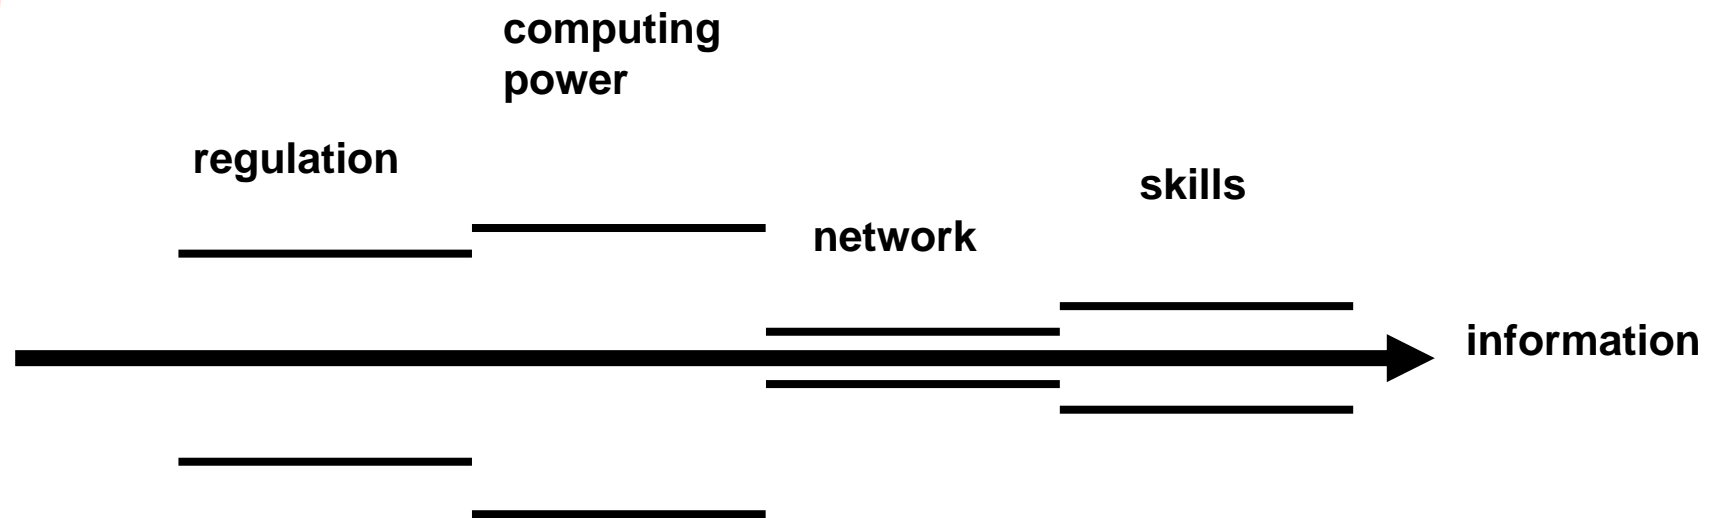 computing
power
regulation
skills
network
information